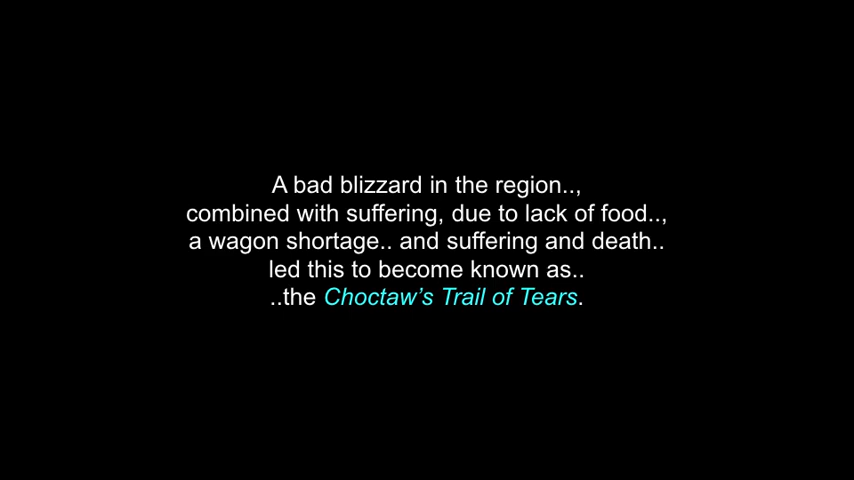 A bad blizzard in the region..,
combined with suffering, due to lack of food..,
a wagon shortage.. and suffering and death..
led this to become known as..
..the Choctaw’s Trail of Tears.